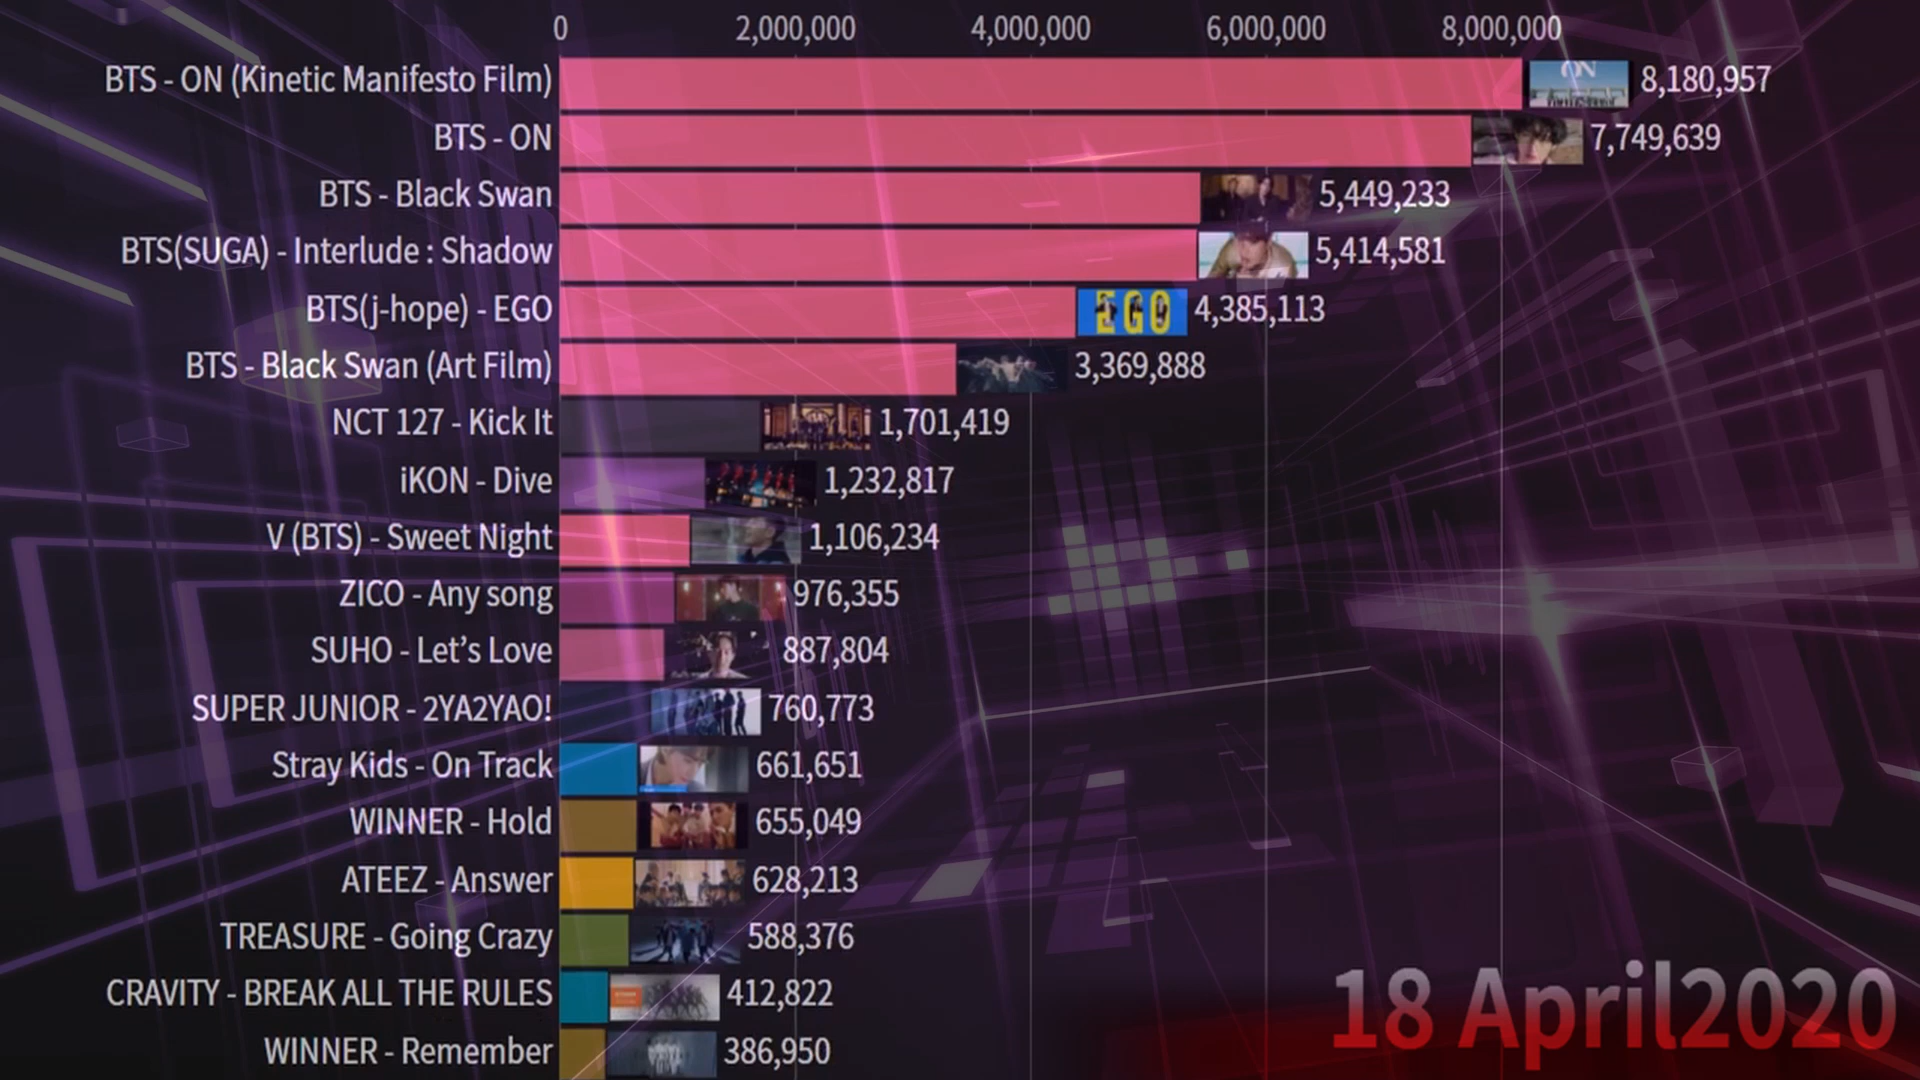 0 2,000,000 4,000,000 6,000,000 8,000,000
BTS - ON (Kinetic Manifesto Film) ON 8,180,957
BTS - ON 7,749,639
BTS - Black Swan 5,449,233
BTS(SUGA) - Interlude : Shadow 5,414,581
BTS(j-hope) - EGO EGO 4,385,113
BTS - Black Swan (Art Film) 3,369,888
NCT 127 - Kick It 1,701,419
iKON - Dive 1,232,817
V (BTS) - Sweet Night 1,106,234
ZICO - Any song 976,355
SUHO - Let’s Love 887,804
SUPER JUNIOR - 2YA2YAO! 760,773
Stray Kids - On Track 661,651
WINNER - Hold 655,049
ATEEZ - Answer 628,213
TREASURE - Going Crazy 588,376
CRAVITY - BREAK ALL THE RULES 412,822
WINNER - Remember 386,950
18 April2020